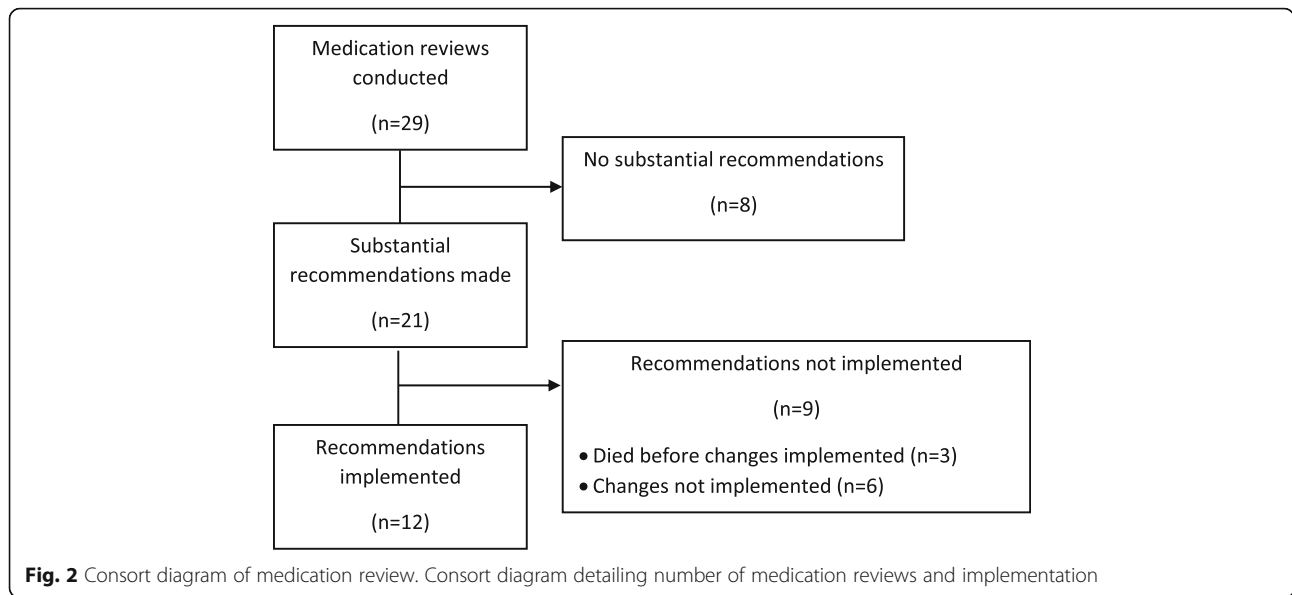 Medication reviews
conducted
(n=29)
No substantial recommendations
(n=8)
Substantial
recommendations made
(n=21)
Recommendations not implemented
(n=9)
• Died before changes implemented (n=3)
• Changes not implemented (n=6)
Recommendations
implemented
(n=12)
Fig. 2 Consort diagram of medication review. Consort diagram detailing number of medication reviews and implementation